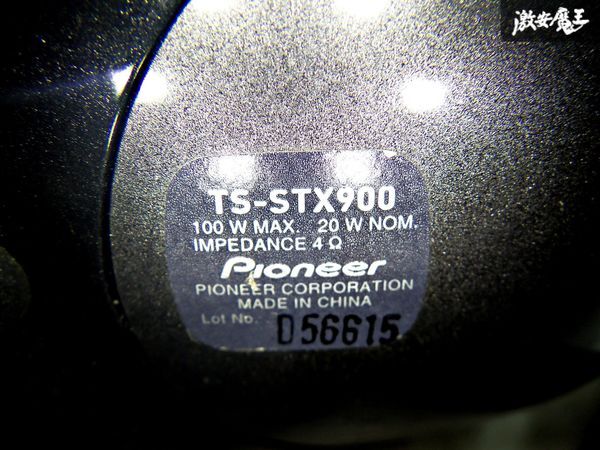 激安魔王
TS-STX900
100 W MAX. 20 W NOM.
IMPEDANCE 4 Ω
Pioneer
PIONEER CORPORATION
MADE IN CHINA
Lot No. D56615